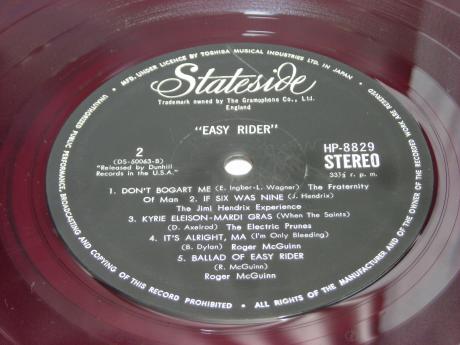 • MFD. UNDER LICENCE BY TOSHIBA MUSICAL INDUSTRIES LTD. IN JAPAN •
UNAUTHORISED PUBLIC PERFORMANCE, BROADCASTING AND COPYING OF THIS RECORD PROHIBITED •
ALL RIGHTS OF THE MANUFACTURER AND OF THE OWNER OF THE RECORDED WORK ARE RESERVED
Stateside
Trademark owned by The Gramophone Co., Ltd.
England
"EASY RIDER"
2
(DS-50063-B)
"Released by Dunhill
Records in the U.S.A."
HP-8829
STEREO
33⅓ r. p. m.
1. DON'T BOGART ME (E. Ingber-L. Wagner) The Fraternity
Of Man 2. IF SIX WAS NINE (J. Hendrix)
The Jimi Hendrix Experience
3. KYRIE ELEISON-MARDI GRAS (When The Saints)
(D. Axelrod) The Electric Prunes
4. IT'S ALRIGHT, MA (I'm Only Bleeding)
(B. Dylan) Roger McGuinn
5. BALLAD OF EASY RIDER
(R. McGuinn)
Roger McGuinn